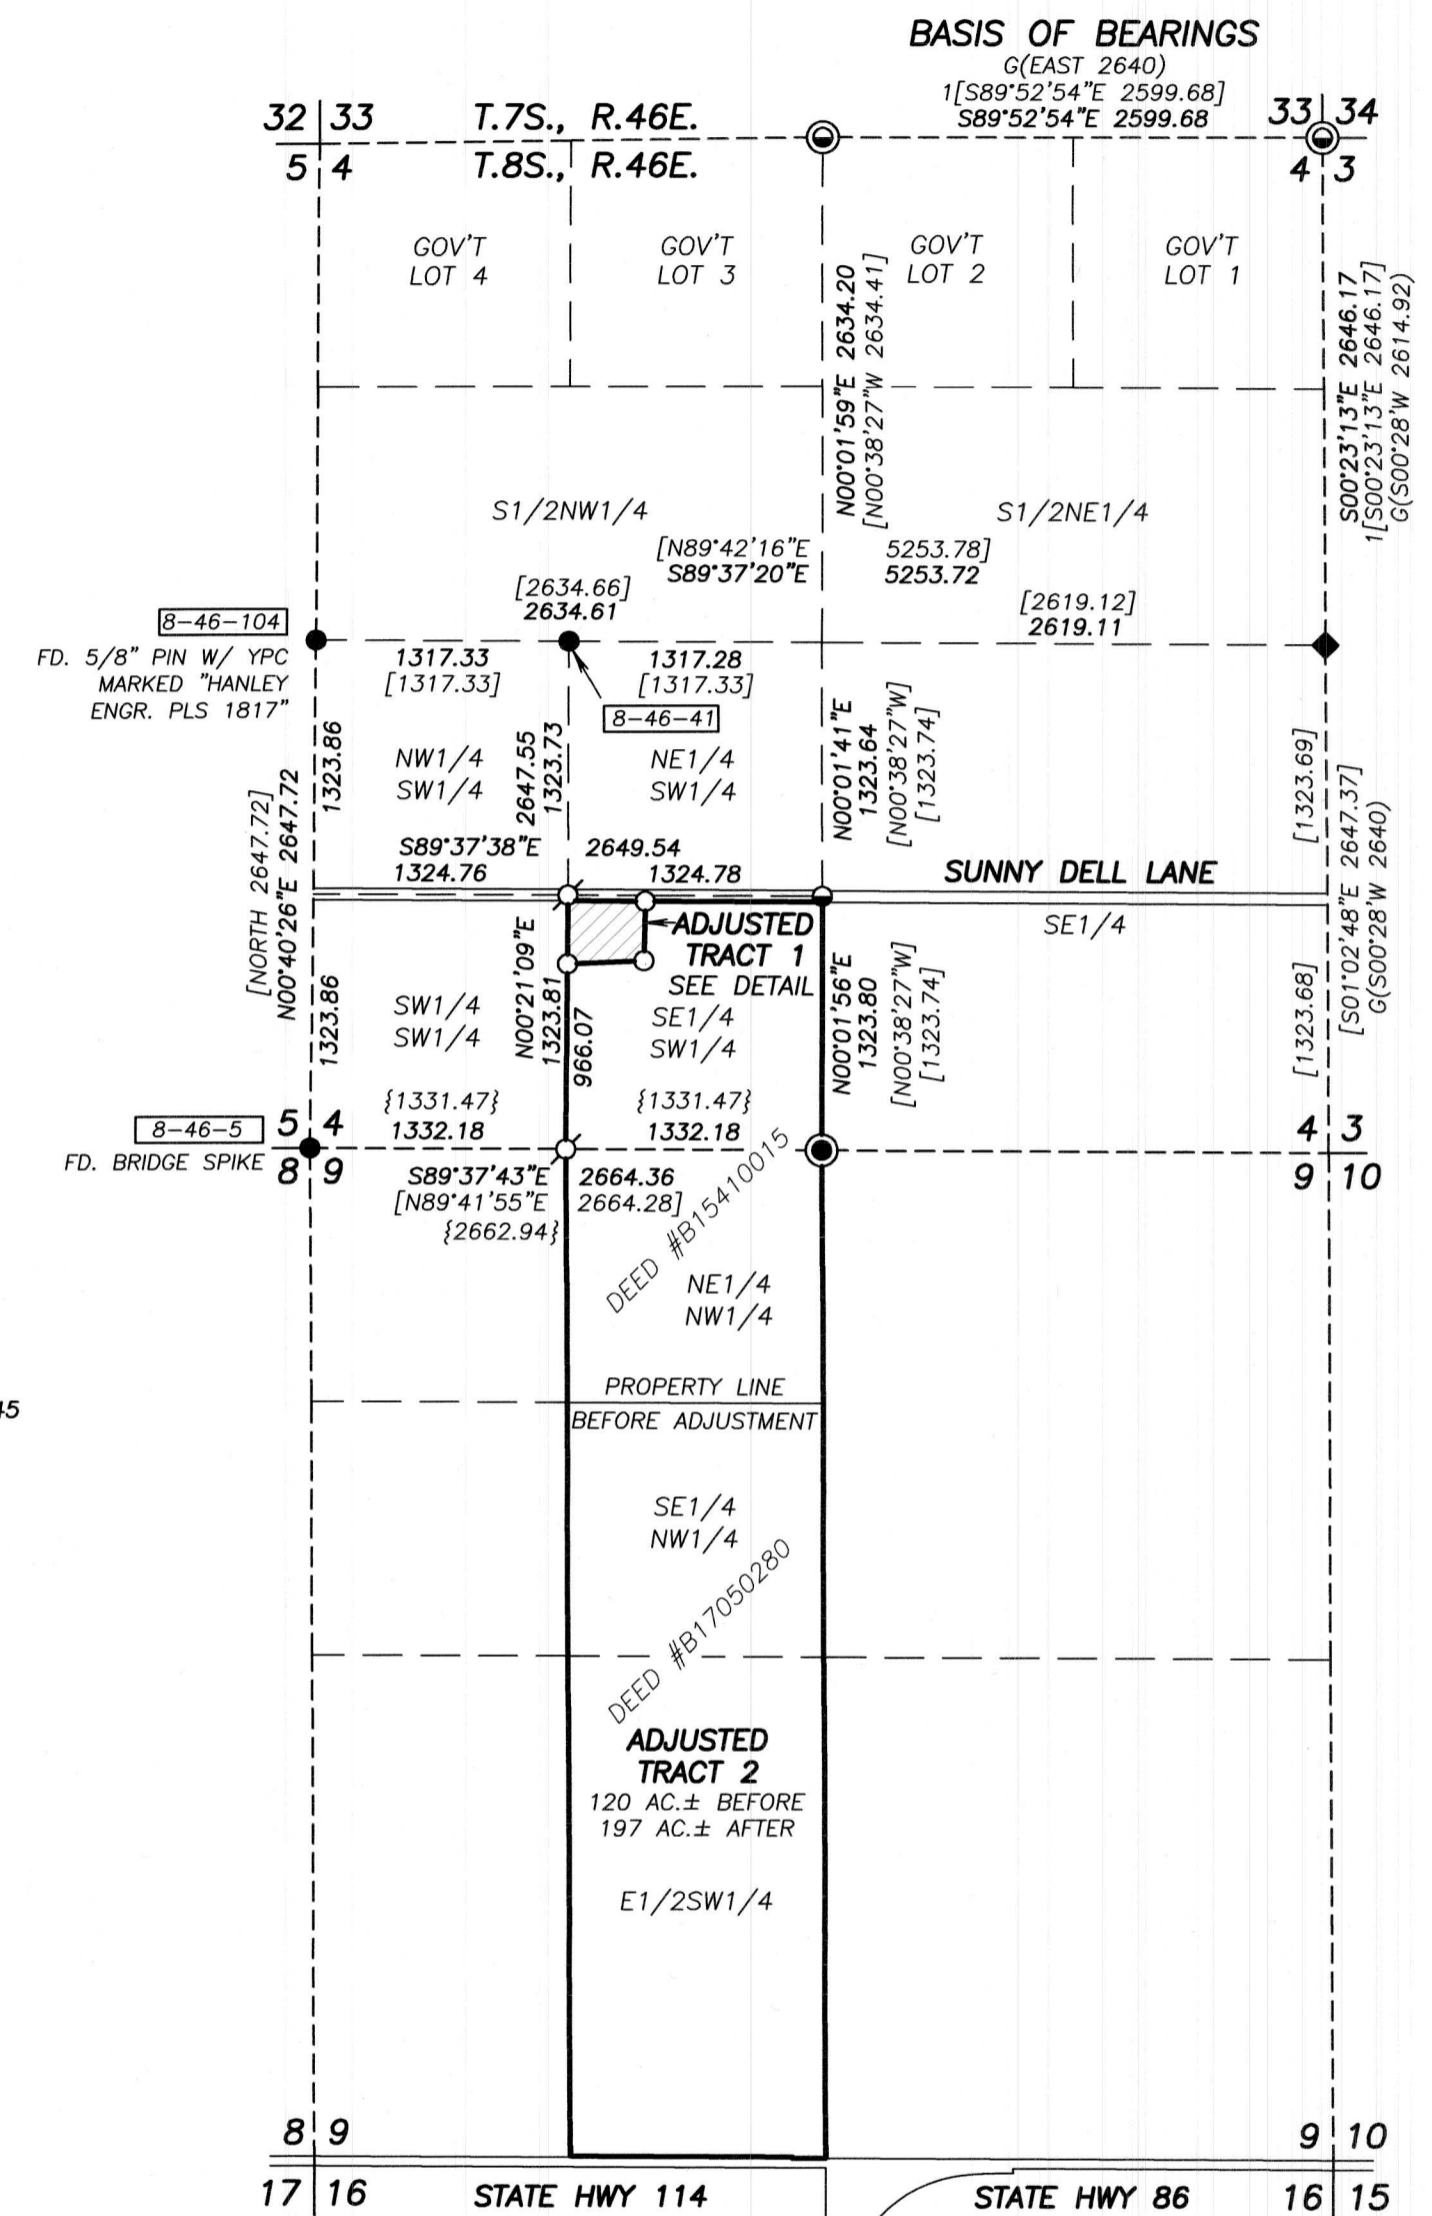 BASIS OF BEARINGS
G(EAST 2640)
1[S89°52'54"E 2599.68]
S89°52'54"E 2599.68
32 33
T.7S., R.46E.
33 34
5 4
T.8S., R.46E.
4 3
GOV'T
LOT 4
GOV'T
LOT 3
GOV'T
LOT 2
GOV'T
LOT 1
N00°01'59"E 2634.20
[N00°38'27"W 2634.41]
S00°23'13"E 2646.17
1[S00°23'13"E 2646.17]
G(S00°28'W 2614.92)
S1/2NW1/4
S1/2NE1/4
[N89°42'16"E 5253.78]
S89°37'20"E 5253.72
[2634.66]
2634.61
[2619.12]
2619.11
8-46-104
FD. 5/8" PIN W/ YPC
MARKED "HANLEY
ENGR. PLS 1817"
1317.33
[1317.33]
1317.28
[1317.33]
8-46-41
NW1/4
SW1/4
NE1/4
SW1/4
1323.86
2647.55
1323.73
N00°01'41"E
1323.64
[N00°38'27"W]
[1323.74]
[1323.69]
[NORTH 2647.72]
N00°40'26"E 2647.72
[S01°02'48"E 2647.37]
G(S00°28'W 2640)
S89°37'38"E 2649.54
1324.76
1324.78
SUNNY DELL LANE
ADJUSTED
TRACT 1
SEE DETAIL
SE1/4
SW1/4
SW1/4
SE1/4
SW1/4
1323.86
N00°21'09"E
1323.81
966.07
N00°01'56"E
1323.80
[N00°38'27"W]
[1323.74]
[1323.68]
{1331.47}
1332.18
{1331.47}
1332.18
8-46-5
FD. BRIDGE SPIKE
5 4
8 9
4 3
9 10
S89°37'43"E 2664.36
[N89°41'55"E 2664.28]
{2662.94}
DEED #B15410015
NE1/4
NW1/4
PROPERTY LINE
BEFORE ADJUSTMENT
45
SE1/4
NW1/4
DEED #B17050280
ADJUSTED
TRACT 2
120 AC.± BEFORE
197 AC.± AFTER
E1/2SW1/4
8 9
9 10
17 16
STATE HWY 114
STATE HWY 86
16 15